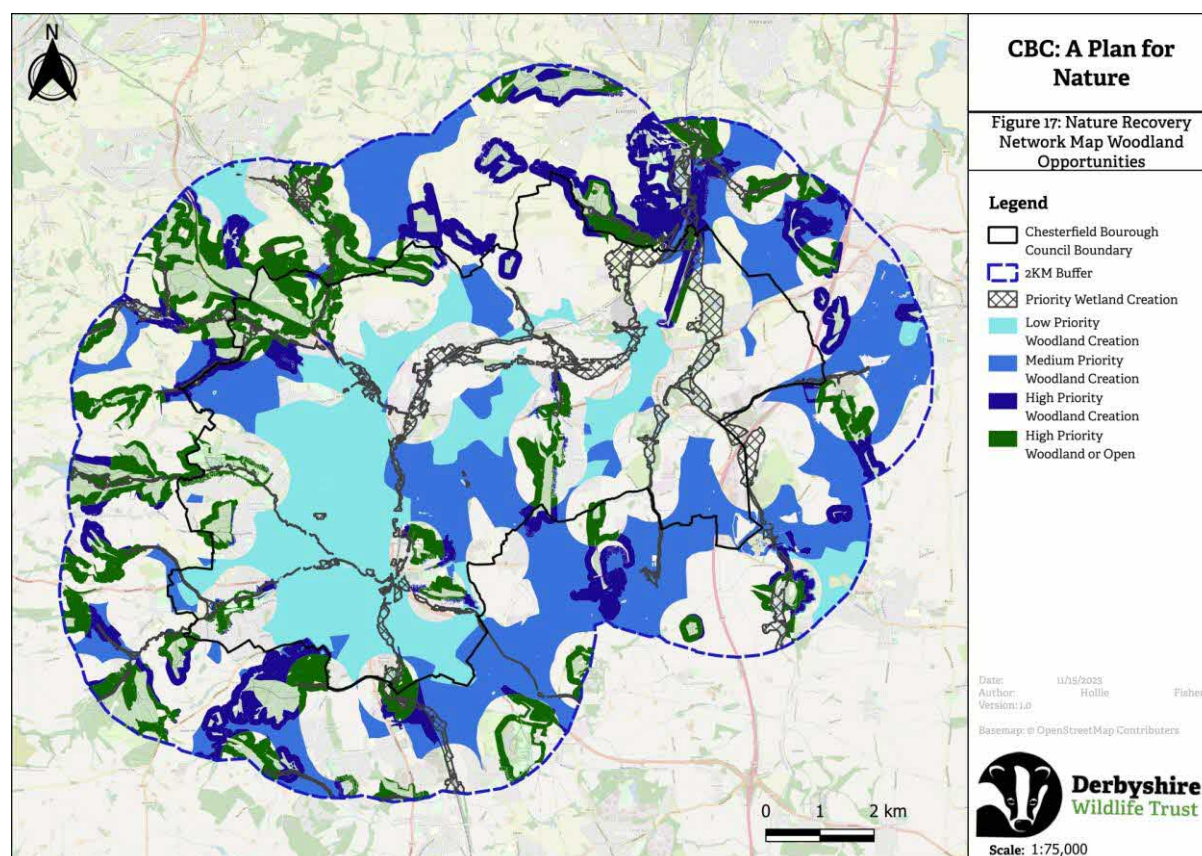 N
CBC: A Plan for
Nature
Figure 17: Nature Recovery
Network Map Woodland
Opportunities
Legend
Chesterfield Bourough
Council Boundary
2KM Buffer
Priority Wetland Creation
Low Priority
Woodland Creation
Medium Priority
Woodland Creation
High Priority
Woodland Creation
High Priority
Woodland or Open
Date: 11/15/2023
Author: Hollie Fisher
Version: 1.0
Basemap: © OpenStreetMap Contributers
0 1 2 km
Derbyshire
Wildlife Trust
Scale: 1:75,000